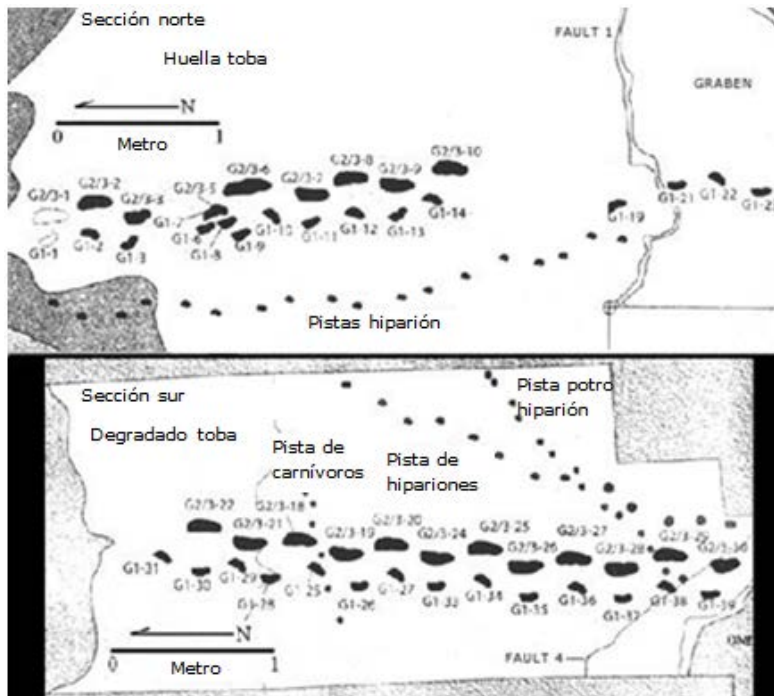 Sección norte
Huella toba
FAULT 1
GRABEN
N
0 1
Metro
G2/3-1
G2/3-2
G2/3-3
G2/3-5
G2/3-6
G2/3-7
G2/3-8
G2/3-9
G2/3-10
G1-1
G1-2
G1-3
G1-7
G1-6
G1-8
G1-9
G1-10
G1-11
G1-12
G1-13
G1-14
G1-19
G1-21
G1-22
Pistas hiparión
Sección sur
Degradado toba
Pista de
carnívoros
Pista de
hipariones
Pista potro
hiparión
G2/3-22
G2/3-21
G2/3-18
G2/3-19
G2/3-20
G2/3-24
G2/3-25
G2/3-26
G2/3-27
G2/3-28
G2/3-29
G2/3-30
G1-31
G1-30
G1-29
G1-28
G1-25
G1-26
G1-27
G1-33
G1-34
G1-35
G1-36
G1-37
G1-38
G1-39
N
0 1
Metro
FAULT 4